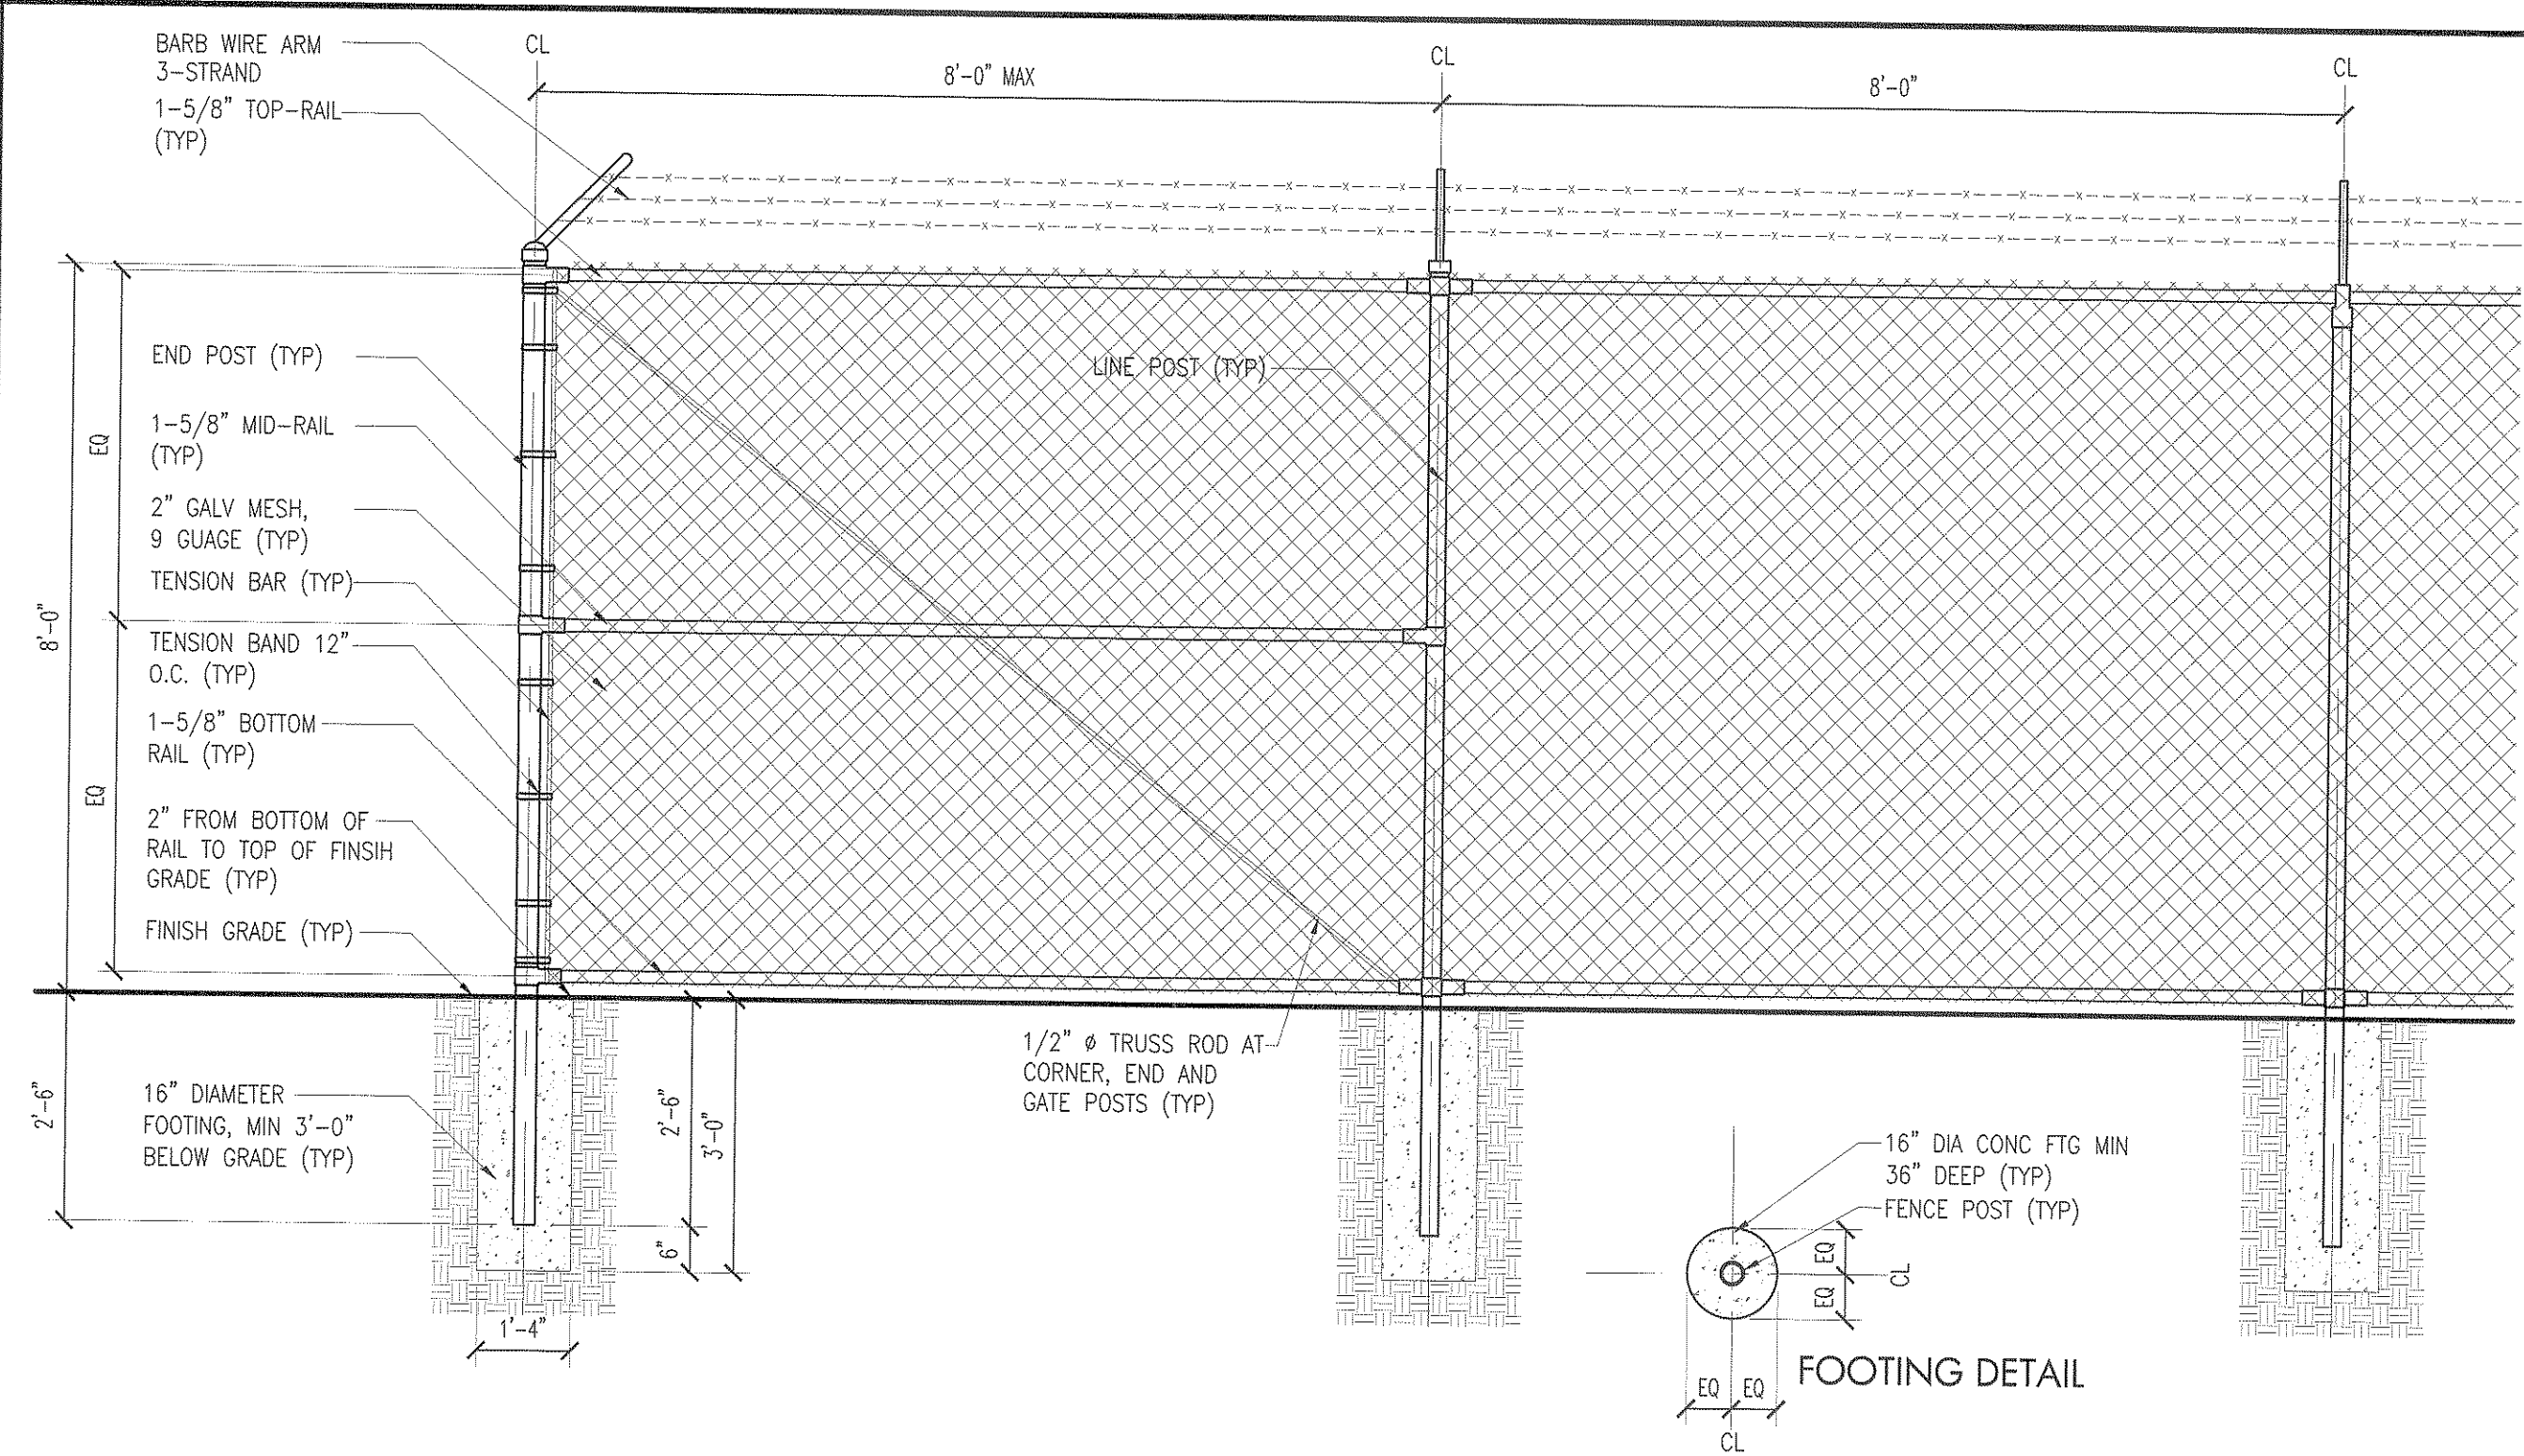 BARB WIRE ARM
3-STRAND
1-5/8" TOP-RAIL
(TYP)
CL
8'-0" MAX
CL
8'-0"
CL
END POST (TYP)
1-5/8" MID-RAIL
(TYP)
2" GALV MESH,
9 GUAGE (TYP)
TENSION BAR (TYP)
TENSION BAND 12"
O.C. (TYP)
1-5/8" BOTTOM
RAIL (TYP)
2" FROM BOTTOM OF
RAIL TO TOP OF FINSIH
GRADE (TYP)
FINISH GRADE (TYP)
LINE POST (TYP)
EQ
EQ
8'-0"
2'-6"
16" DIAMETER
FOOTING, MIN 3'-0"
BELOW GRADE (TYP)
2'-6"
3'-0"
6"
1'-4"
1/2" ø TRUSS ROD AT
CORNER, END AND
GATE POSTS (TYP)
16" DIA CONC FTG MIN
36" DEEP (TYP)
FENCE POST (TYP)
EQ
EQ
CL
EQ
EQ
CL
FOOTING DETAIL